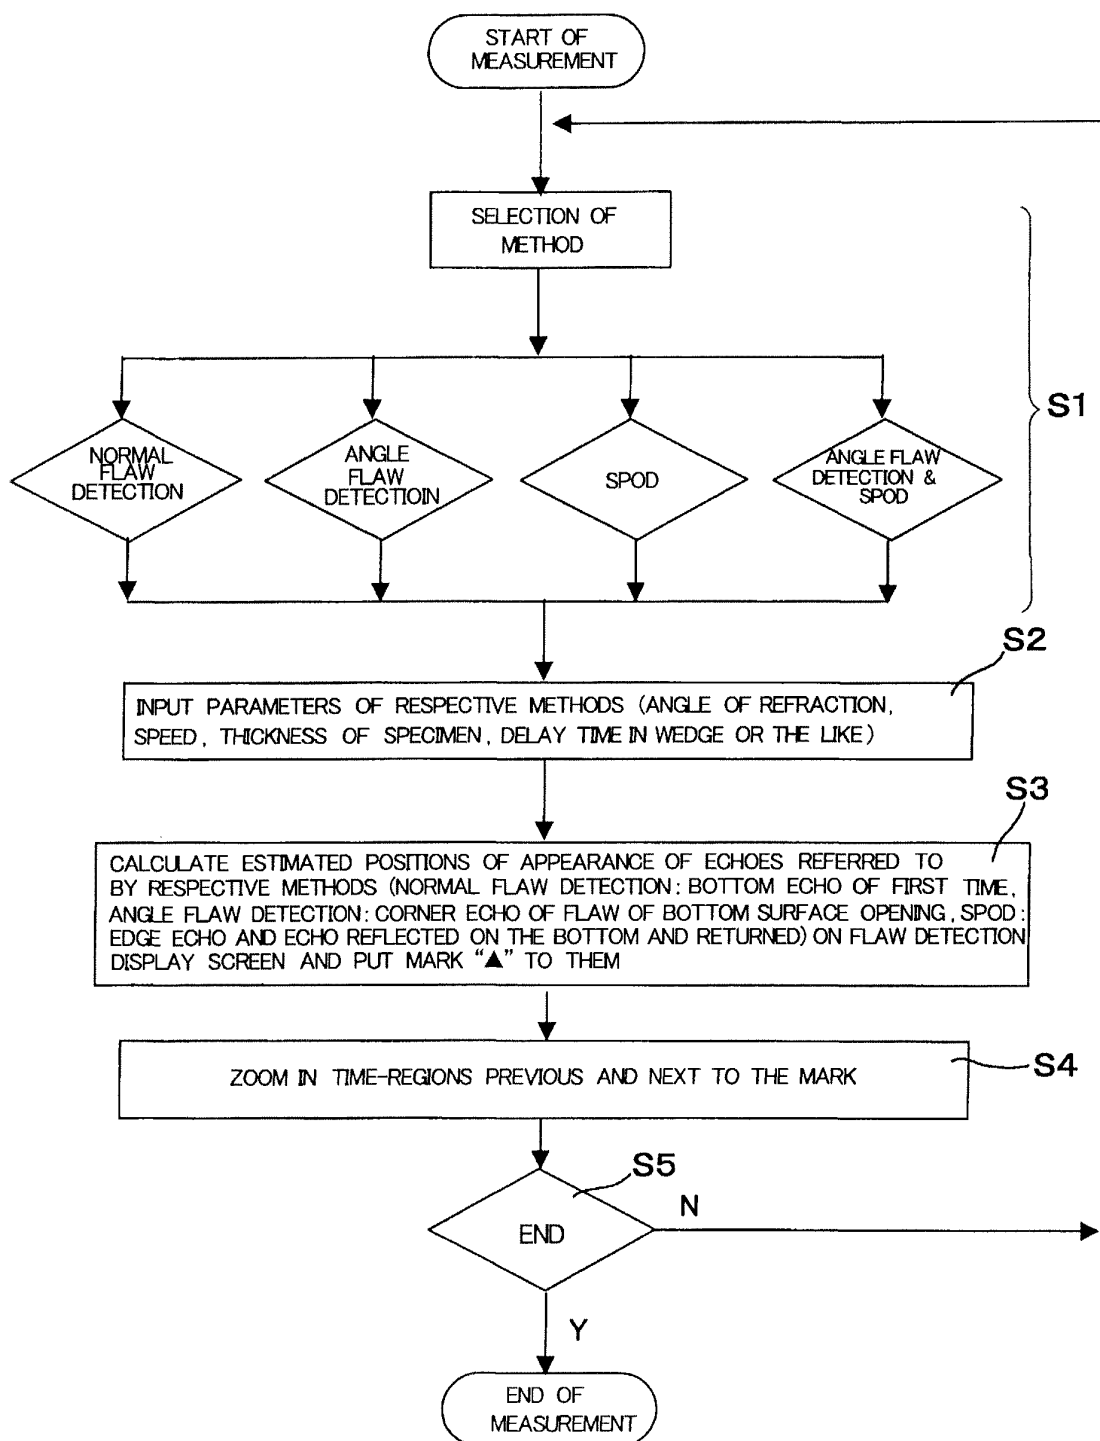 START OF
MEASUREMENT
SELECTION OF
METHOD
NORMAL
FLAW
DETECTION
ANGLE
FLAW
DETECTIOIN
SPOD
ANGLE FLAW
DETECTION &
SPOD
S1
S2
INPUT PARAMETERS OF RESPECTIVE METHODS (ANGLE OF REFRACTION,
SPEED, THICKNESS OF SPECIMEN, DELAY TIME IN WEDGE OR THE LIKE)
S3
CALCULATE ESTIMATED POSITIONS OF APPEARANCE OF ECHOES REFERRED TO
BY RESPECTIVE METHODS (NORMAL FLAW DETECTION: BOTTOM ECHO OF FIRST TIME,
ANGLE FLAW DETECTION: CORNER ECHO OF FLAW OF BOTTOM SURFACE OPENING, SPOD:
EDGE ECHO AND ECHO REFLECTED ON THE BOTTOM AND RETURNED) ON FLAW DETECTION
DISPLAY SCREEN AND PUT MARK “▲” TO THEM
S4
ZOOM IN TIME-REGIONS PREVIOUS AND NEXT TO THE MARK
S5
END
N
Y
END OF
MEASUREMENT